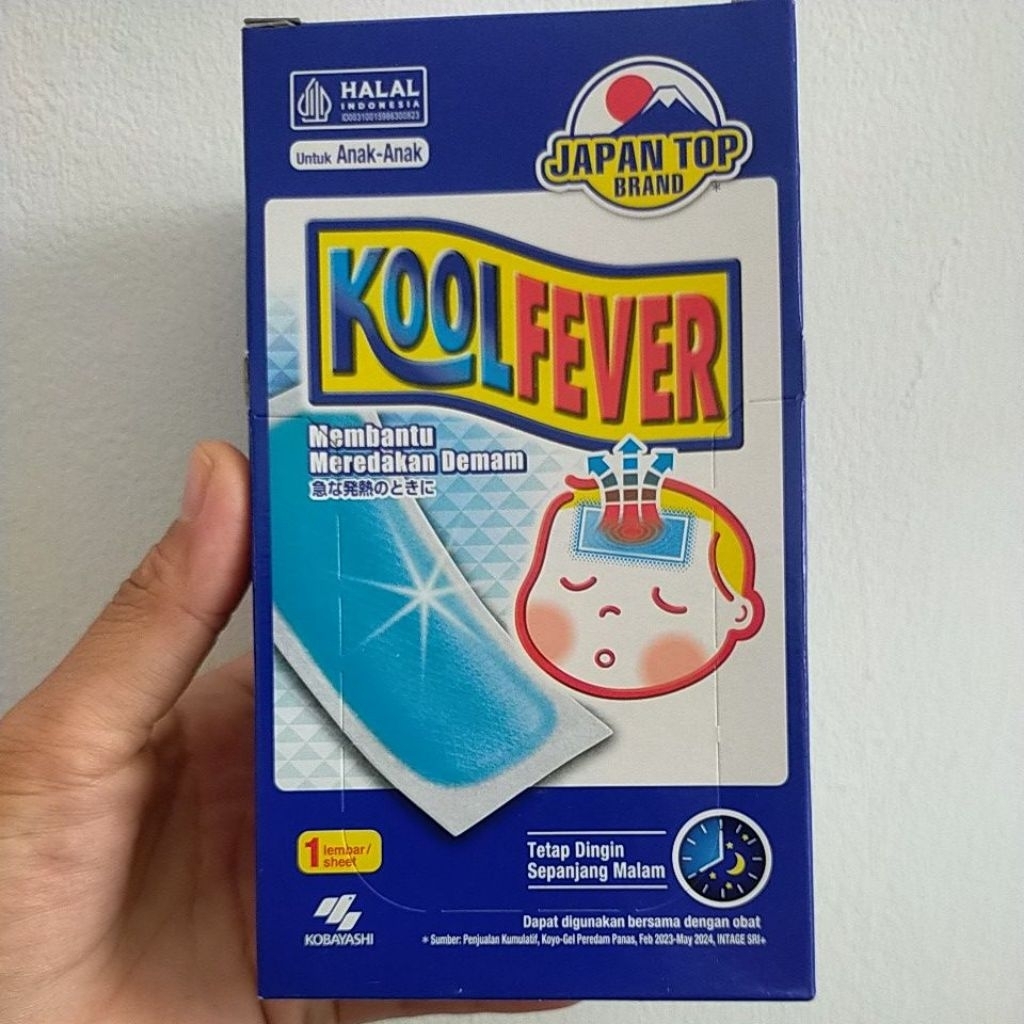 HALAL
INDONESIA
ID00310015986300823
Untuk Anak-Anak
JAPAN TOP
BRAND
*
KOOLFEVER
Membantu
Meredakan Demam
急な発熱のときに
1 lembar/
sheet
Tetap Dingin
Sepanjang Malam
KOBAYASHI
Dapat digunakan bersama dengan obat
* Sumber: Penjualan Kumulatif, Koyo-Gel Peredam Panas, Feb 2023-May 2024, INTAGE SRI+